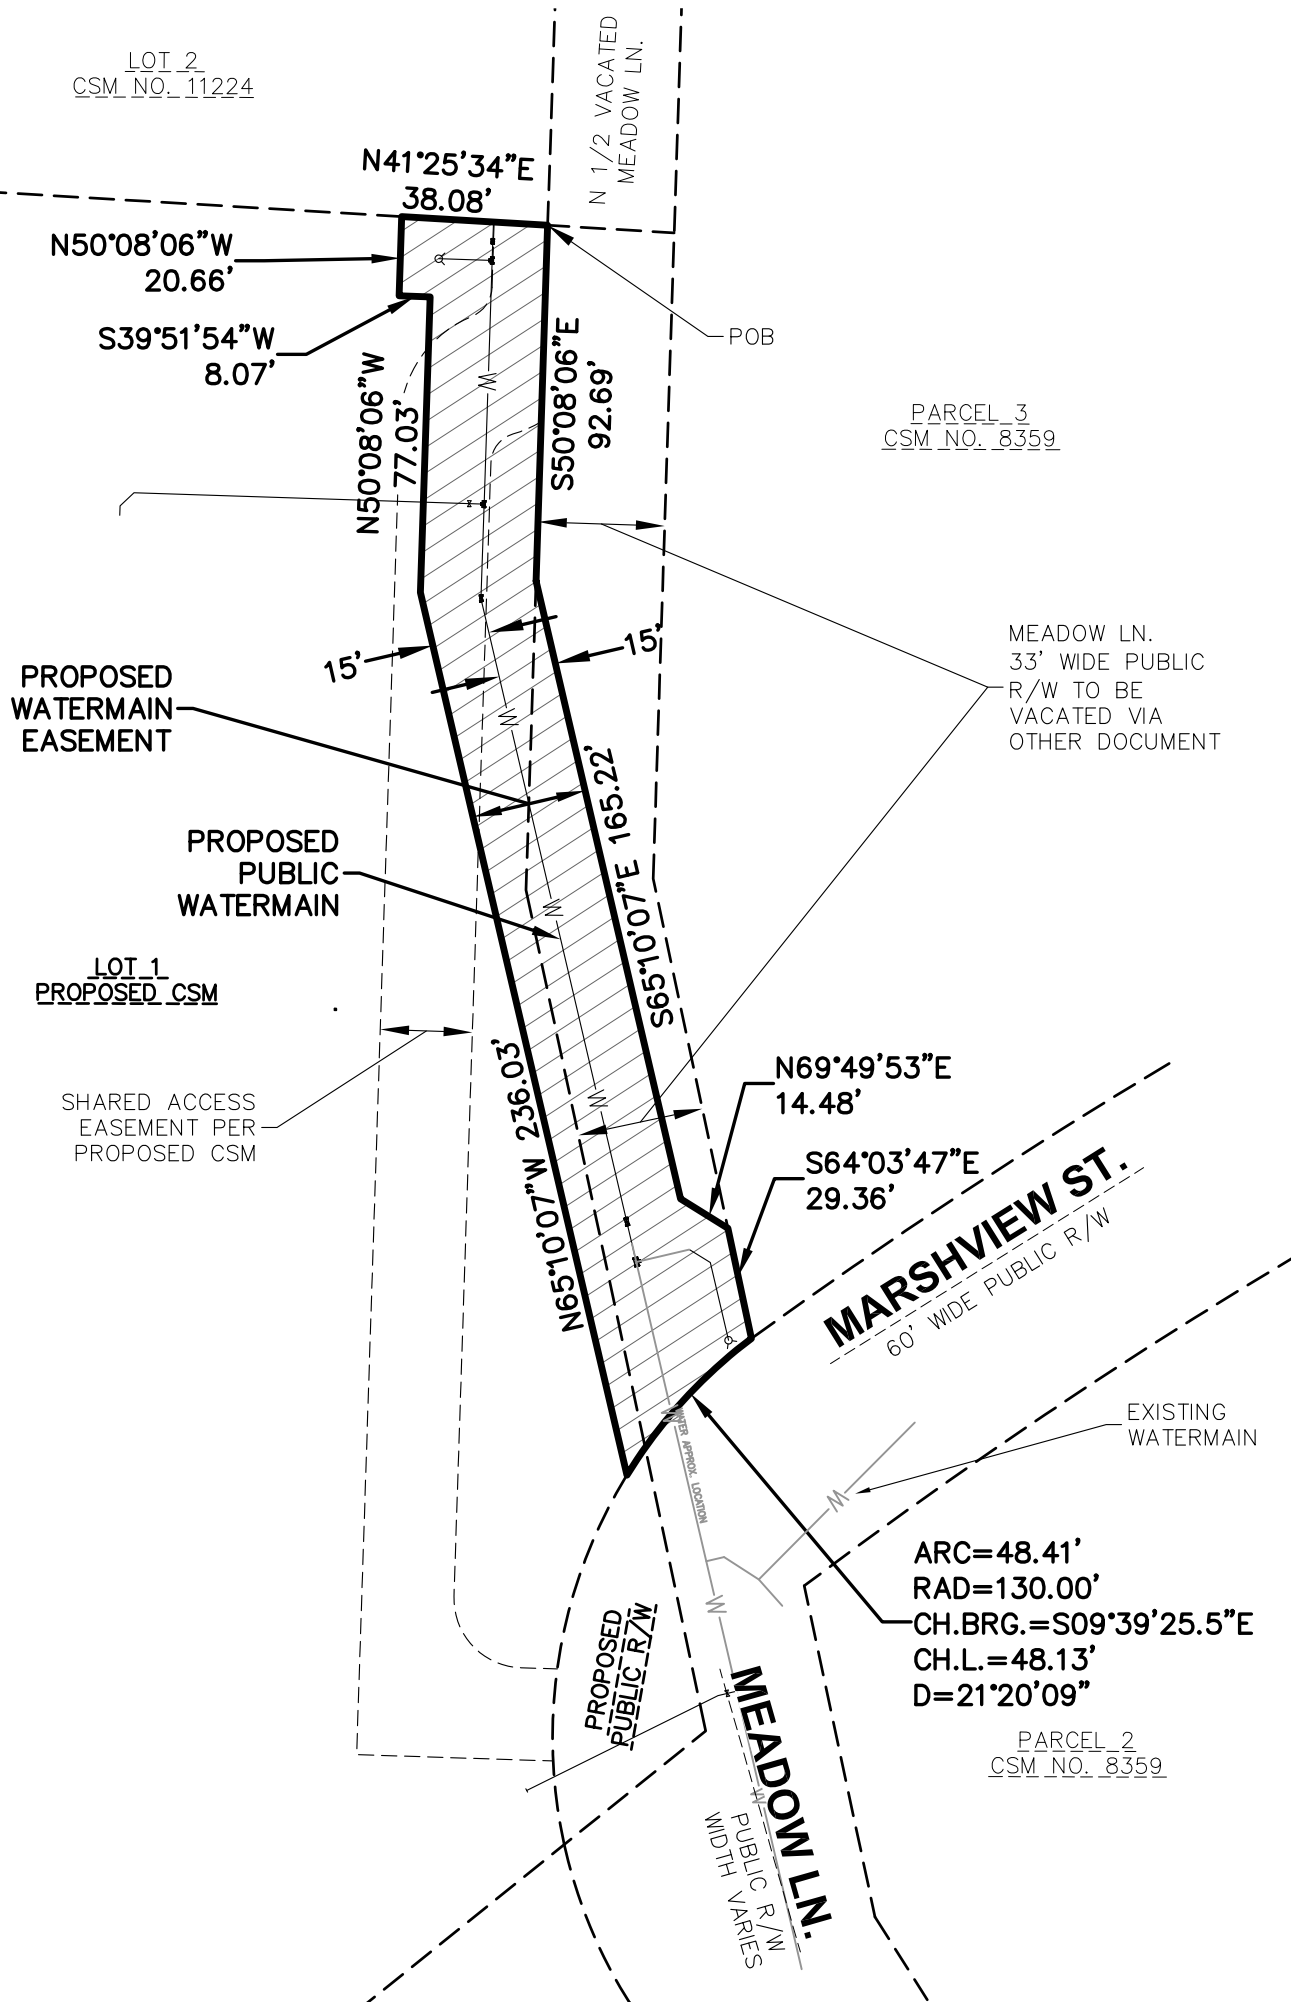 LOT 2
CSM NO. 11224
N 1/2 VACATED
MEADOW LN.
N41°25'34"E
38.08'
N50°08'06"W
20.66'
S39°51'54"W
8.07'
POB
N50°08'06"W
77.03'
S50°08'06"E
92.69'
W
PARCEL 3
CSM NO. 8359
15'
15'
MEADOW LN.
33' WIDE PUBLIC
R/W TO BE
VACATED VIA
OTHER DOCUMENT
PROPOSED
WATERMAIN
EASEMENT
W
S65°10'07"E 165.22'
PROPOSED
PUBLIC
WATERMAIN
W
LOT 1
PROPOSED CSM
SHARED ACCESS
EASEMENT PER
PROPOSED CSM
N65°10'07"W 236.03'
W
N69°49'53"E
14.48'
S64°03'47"E
29.36'
MARSHVIEW ST.
60' WIDE PUBLIC R/W
W
WATER APPROX. LOCATION
EXISTING
WATERMAIN
W
ARC=48.41'
RAD=130.00'
CH.BRG.=S09°39'25.5"E
CH.L.=48.13'
D=21°20'09"
W
PROPOSED
PUBLIC R/W
MEADOW LN.
PUBLIC R/W
WIDTH VARIES
W
PARCEL 2
CSM NO. 8359